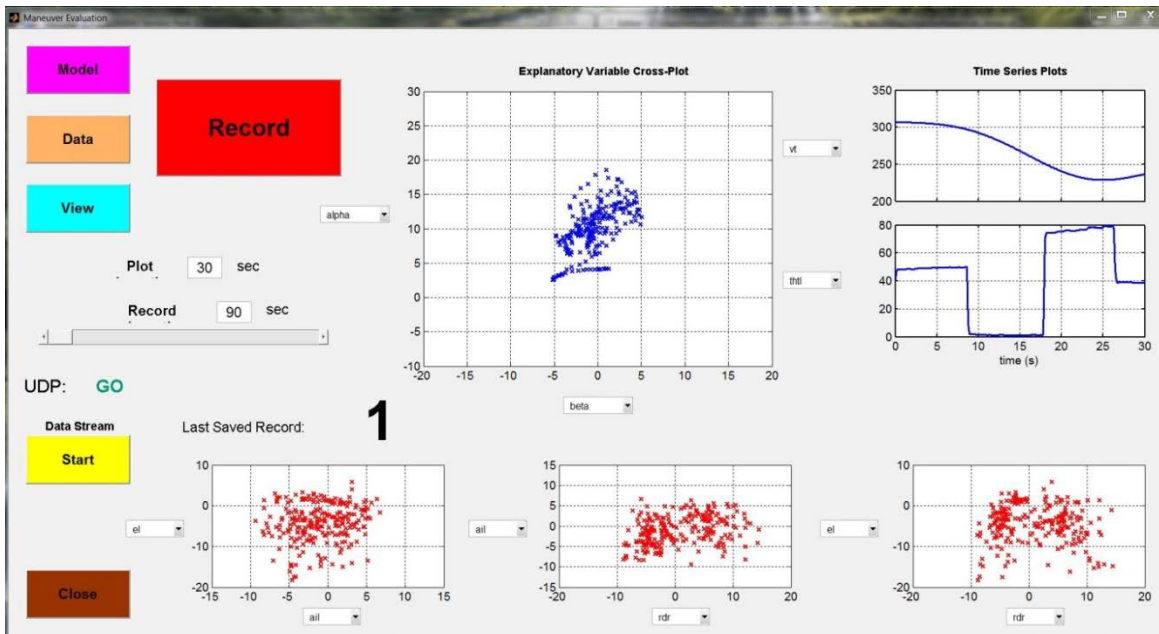 Maneuver Evaluation
Model
Data
View
Record
Plot 30 sec
Record 90 sec
UDP: GO
Data Stream
Start
Close
Last Saved Record: 1
Explanatory Variable Cross-Plot
alpha
30
25
20
15
10
5
0
-5
-10
-20 -15 -10 -5 0 5 10 15 20
beta
Time Series Plots
vt
350
300
250
200
thtl
80
60
40
20
0
0 5 10 15 20 25 30
time (s)
el
10
0
-10
-20
-15 -10 -5 0 5 10 15
ail
ail
15
10
5
0
-5
-10
-15
-20 -10 0 10 20
rdr
el
10
0
-10
-20
-20 -10 0 10 20
rdr